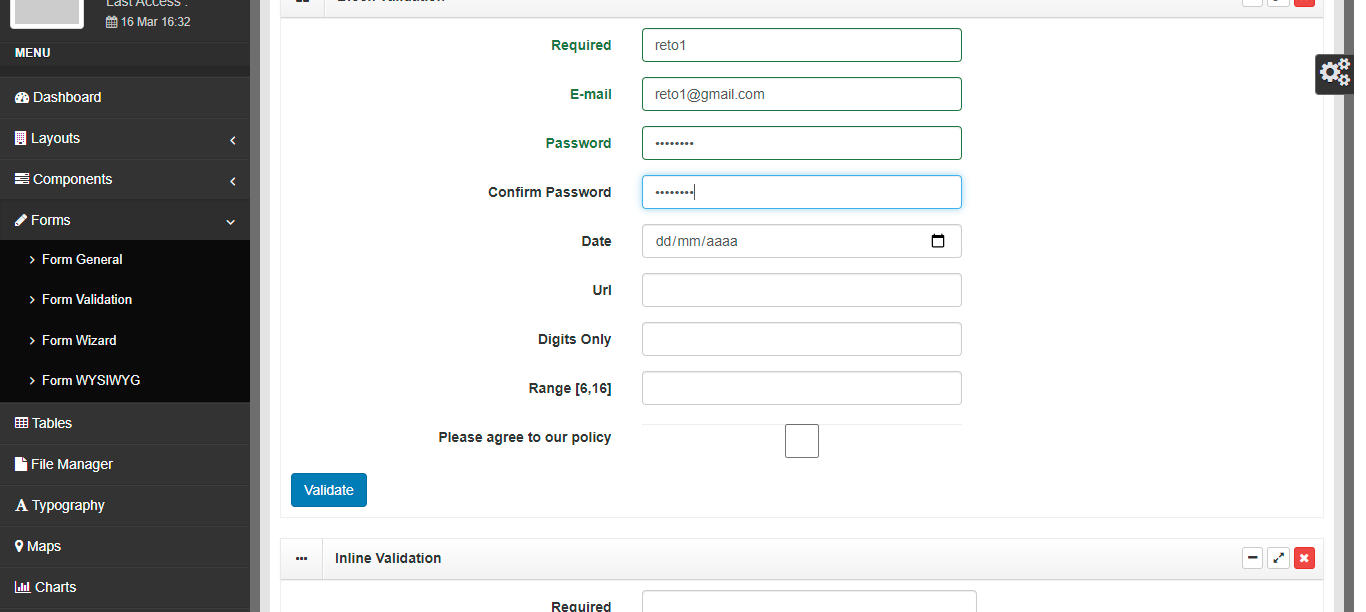 Last Access :
16 Mar 16:32
MENU
Dashboard
Layouts
Components
Forms
Form General
Form Validation
Form Wizard
Form WYSIWYG
Tables
File Manager
Typography
Maps
Charts
Block Validation
Required
reto1
E-mail
reto1@gmail.com
Password
••••••••
Confirm Password
••••••••
Date
dd/mm/aaaa
Url
Digits Only
Range [6,16]
Please agree to our policy
Validate
Inline Validation
Required